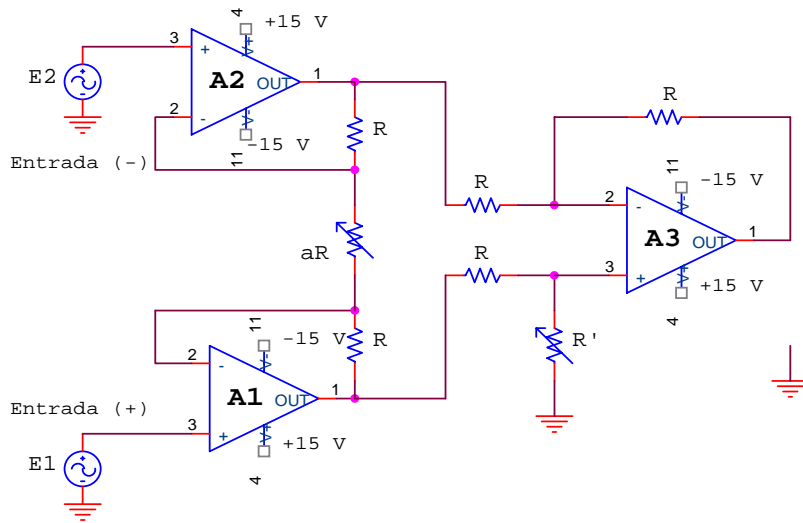 4
+15 V
3
+
V+
E2
A2
OUT
1
R
R
2
-
V-
-15 V
11
Entrada (-)
R
11
-15 V
2
-
V-
A3
OUT
1
aR
R
3
+
V+
+15 V
4
11
-15 V
R
R'
2
-
V-
A1
OUT
1
Entrada (+)
3
+
V+
+15 V
E1
4